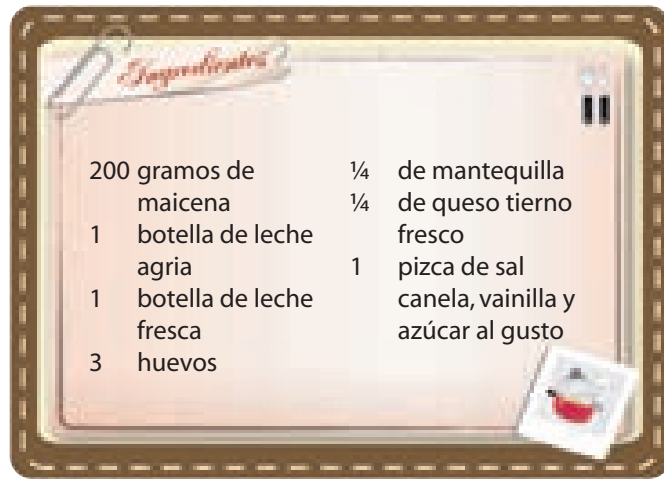 Ingredientes
200 gramos de
maicena
1 botella de leche
agria
1 botella de leche
fresca
3 huevos
¼ de mantequilla
¼ de queso tierno
fresco
1 pizca de sal
canela, vainilla y
azúcar al gusto